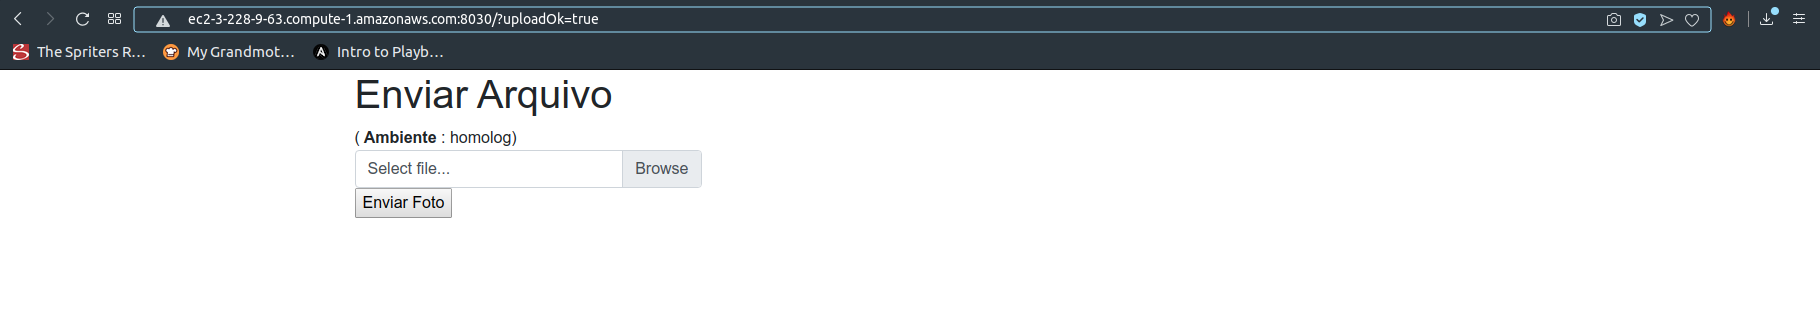 ec2-3-228-9-63.compute-1.amazonaws.com:8030/?uploadOk=true
The Spriters R... My Grandmot... Intro to Playb...
Enviar Arquivo
( Ambiente : homolog)
Select file... Browse
Enviar Foto